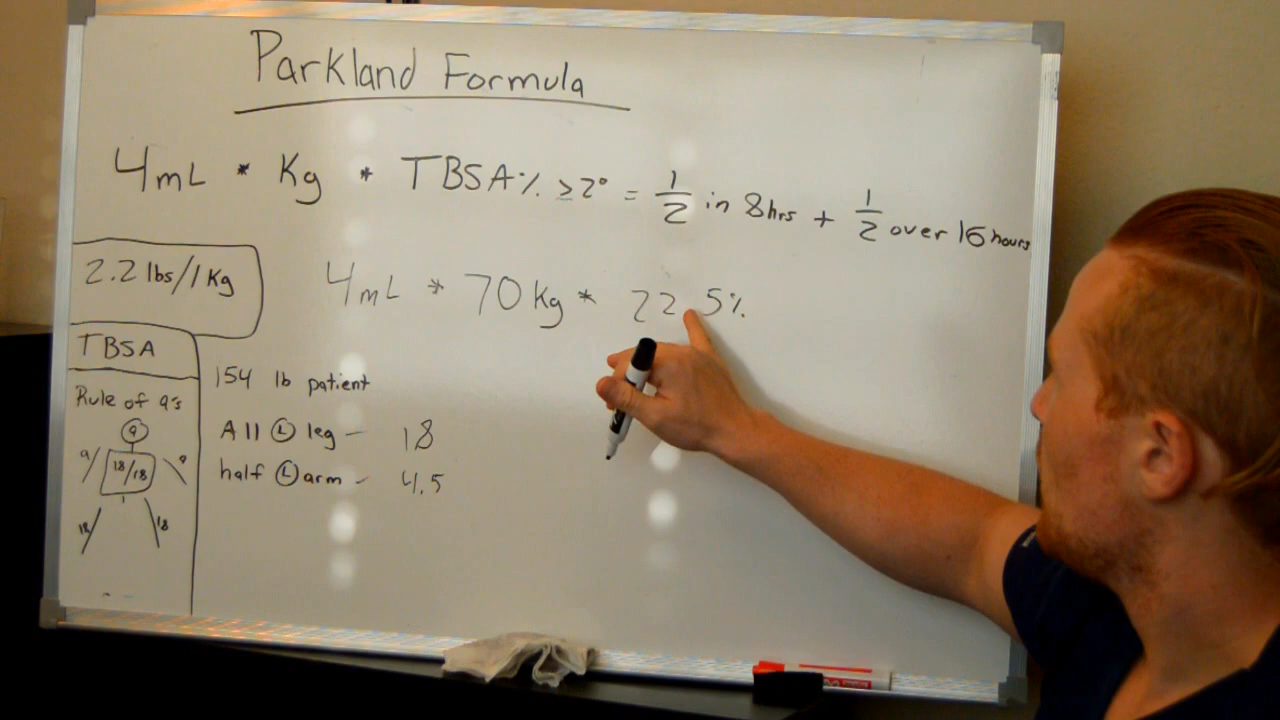 Parkland Formula
4mL * Kg * TBSA% ≥2° = 1/2 in 8hrs + 1/2 over 16 hours
2.2 lbs/1 Kg
4mL * 70Kg * 22.5%
TBSA
Rule of 9's
9
9 18/18 9
18 18
154 lb patient
All Ⓛ leg - 18
half Ⓛ arm - 4.5